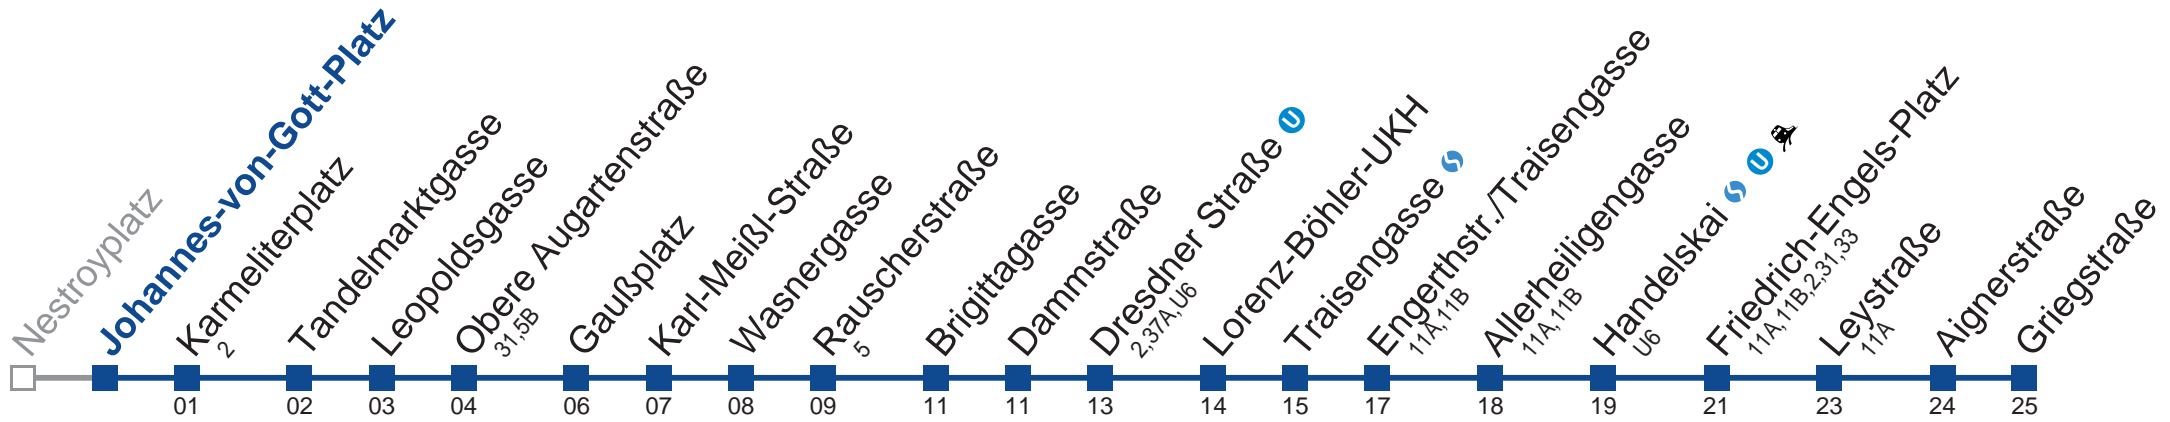 Nestroyplatz
Johannes-von-Gott-Platz
Karmeliterplatz
2
Tandelmarktgasse
Leopoldsgasse
Obere Augartenstraße
31,5B
Gaußplatz
Karl-Meißl-Straße
Wasnergasse
Rauscherstraße
5
Brigittagasse
Dammstraße
Dresdner Straße U
2,37A,U6
Lorenz-Böhler-UKH
Traisengasse
Engerthstr./Traisengasse
11A,11B
Allerheiligengasse
11A,11B
Handelskai U
U6
Friedrich-Engels-Platz
11A,11B,2,31,33
Leystraße
11A
Aignerstraße
Griegstraße
01 02 03 04 06 07 08 09 11 11 13 14 15 17 18 19 21 23 24 25